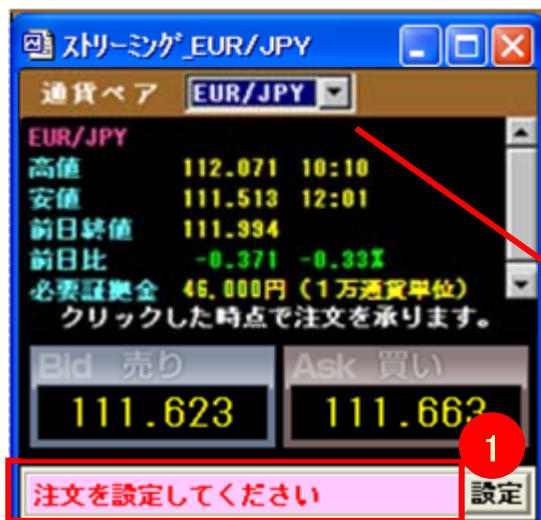 ストリーミング_EUR/JPY
通貨ペア EUR/JPY
EUR/JPY
高値 112.071 10:10
安値 111.513 12:01
前日終値 111.994
前日比 -0.371 -0.33%
必要証拠金 46,000円（1万通貨単位）
クリックした時点で注文を承ります。
Bid 売り Ask 買い
111.623 111.663
1
注文を設定してください 設定